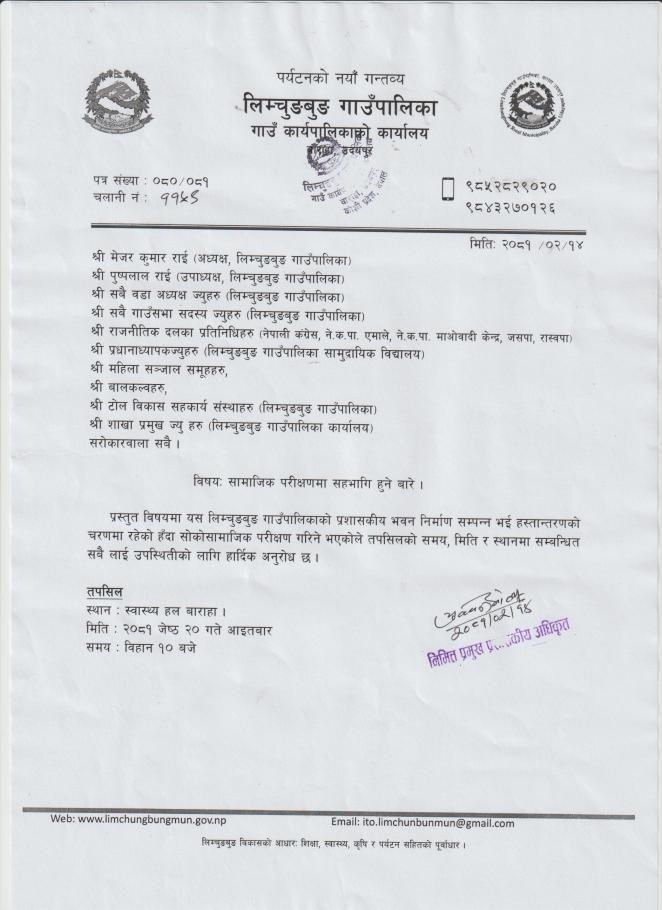 पर्यटनको नयाँ गन्तव्य
लिम्चुङबुङ गाउँपालिका
गाउँ कार्यपालिकाको कार्यालय
बाराहा, उदयपुर
पत्र संख्या : ०८०/०८१
चलानी नं :
९८५२८२९०२०
९८४३२७०१२६
मितिः २०८१ /०२/१४
श्री मेजर कुमार राई (अध्यक्ष, लिम्चुङबुङ गाउँपालिका)
श्री पुष्पलाल राई (उपाध्यक्ष, लिम्चुङबुङ गाउँपालिका)
श्री सबै वडा अध्यक्ष ज्युहरु (लिम्चुङबुङ गाउँपालिका)
श्री सबै गाउँसभा सदस्य ज्युहरु (लिम्चुङबुङ गाउँपालिका)
श्री राजनीतिक दलका प्रतिनिधिहरु (नेपाली कंग्रेस, ने.क.पा. एमाले, ने.क.पा. माओवादी केन्द्र, जसपा, रास्वपा)
श्री प्रधानाध्यापकज्युहरु (लिम्चुङबुङ गाउँपालिका सामुदायिक विद्यालय)
श्री महिला सञ्जाल समूहहरु,
श्री बालकल्वहरु,
श्री टोल विकास सहकार्य संस्थाहरु (लिम्चुङबुङ गाउँपालिका)
श्री शाखा प्रमुख ज्यु हरु (लिम्चुङबुङ गाउँपालिका कार्यालय)
सरोकारवाला सबै ।
विषयः सामाजिक परीक्षणमा सहभागि हुने बारे ।
प्रस्तुत विषयमा यस लिम्चुङबुङ गाउँपालिकाको प्रशासकीय भवन निर्माण सम्पन्न भई हस्तान्तरणको
चरणमा रहेको हुँदा सोकोसामाजिक परीक्षण गरिने भएकोले तपसिलको समय, मिति र स्थानमा सम्बन्धित
सबै लाई उपस्थितीको लागि हार्दिक अनुरोध छ ।
तपसिल
स्थान : स्वास्थ्य हल बाराहा ।
मिति : २०८१ जेष्ठ २० गते आइतबार
समय : विहान १० बजे
२०८१/०२/१४
निमित्त प्रमुख प्रशासकीय अधिकृत
Web: www.limchungbungmun.gov.np
Email: ito.limchunbunmun@gmail.com
लिम्चुङबुङ विकासको आधारः शिक्षा, स्वास्थ्य, कृषि र पर्यटन सहितको पूर्वाधार ।